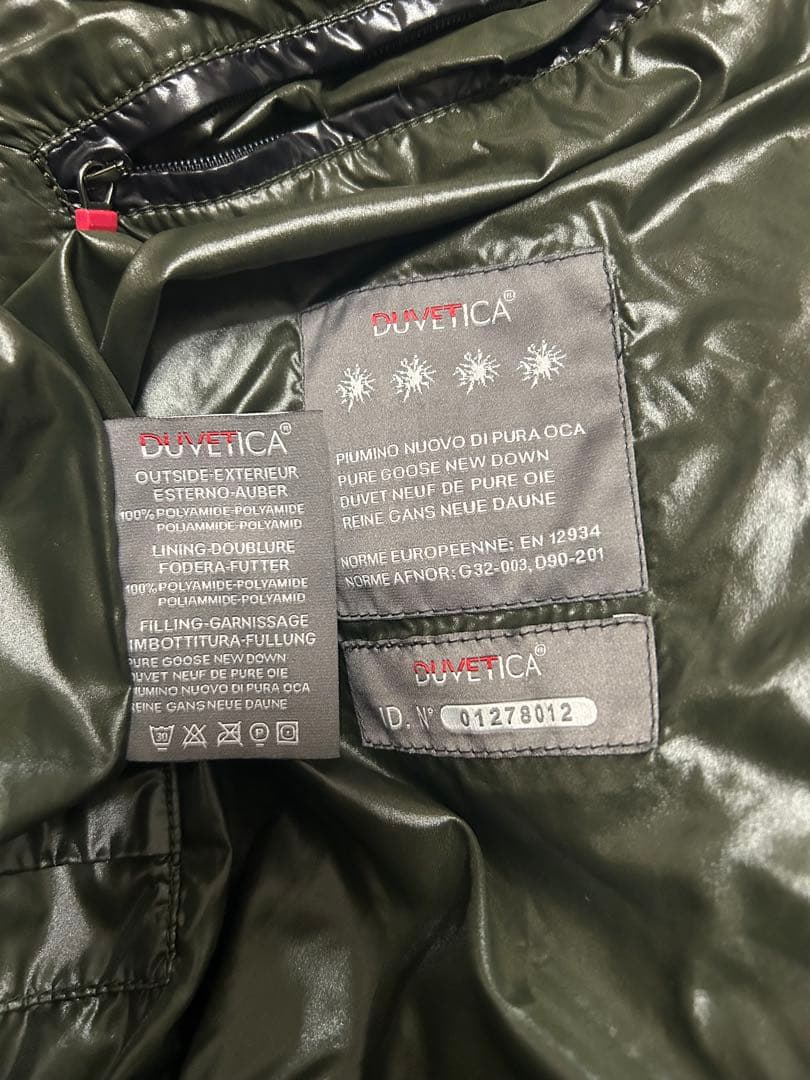 DUVETICA®
PIUMINO NUOVO DI PURA OCA
PURE GOOSE NEW DOWN
DUVET NEUF DE PURE OIE
REINE GANS NEUE DAUNE
NORME EUROPEENNE: EN 12934
NORME AFNOR: G32-003, D90-201
DUVETICA®
OUTSIDE-EXTERIEUR
ESTERNO-AUBER
100% POLYAMIDE-POLYAMIDE
POLIAMMIDE-POLYAMID
LINING-DOUBLURE
FODERA-FUTTER
100% POLYAMIDE-POLYAMIDE
POLIAMMIDE-POLYAMID
FILLING-GARNISSAGE
IMBOTTITURA-FULLUNG
PURE GOOSE NEW DOWN
DUVET NEUF DE PURE OIE
PIUMINO NUOVO DI PURA OCA
REINE GANS NEUE DAUNE
30 P
DUVETICA®
ID. N° 01278012